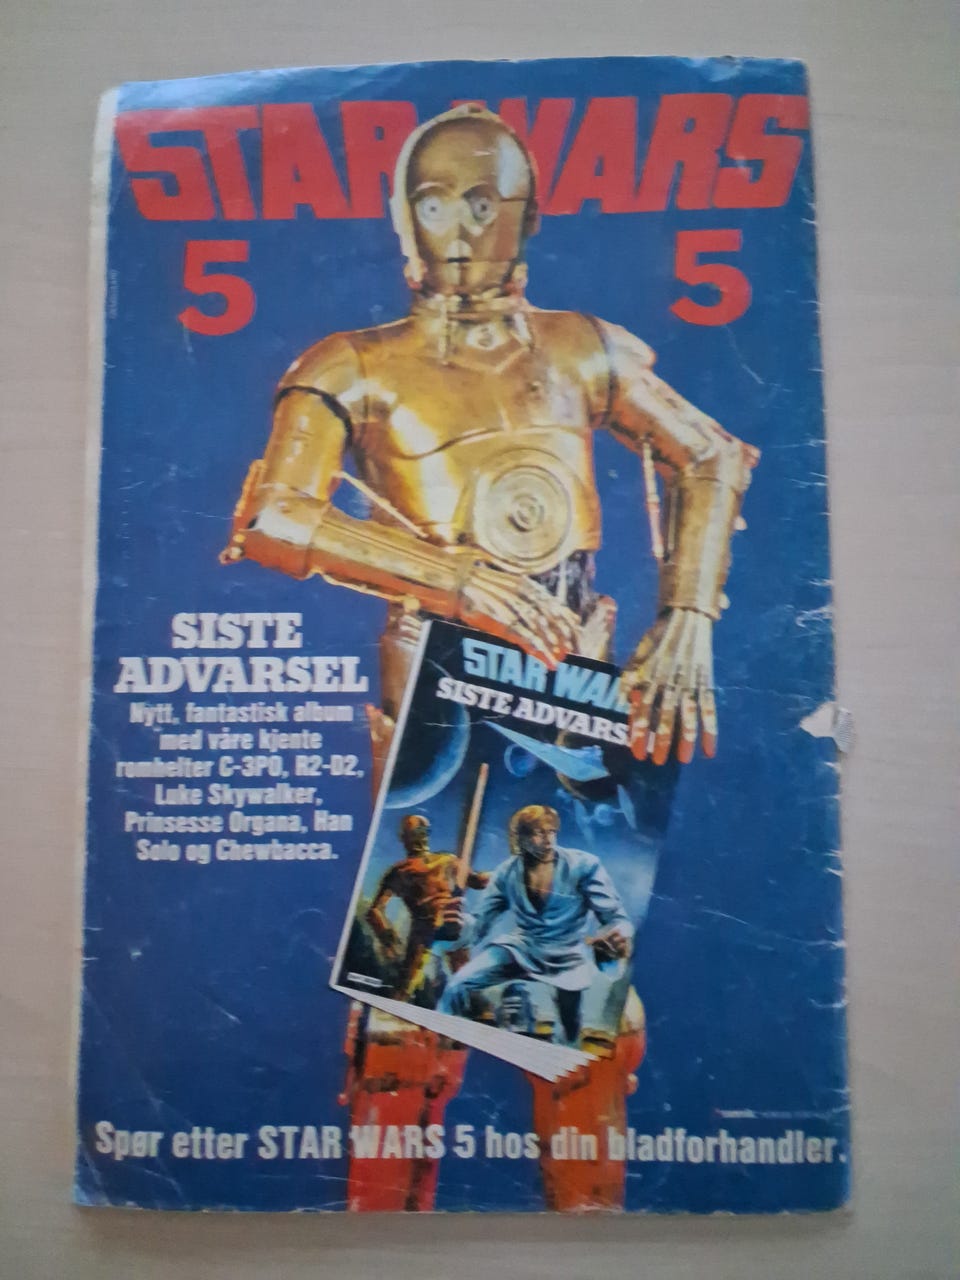 STAR WARS
5 5
SISTE
ADVARSEL
Nytt, fantastisk album
med våre kjente
romhelter C-3PO, R2-D2,
Luke Skywalker,
Prinsesse Organa, Han
Solo og Chewbacca.
STAR WAR
SISTE ADVARS
Spør etter STAR WARS 5 hos din bladforhandler.